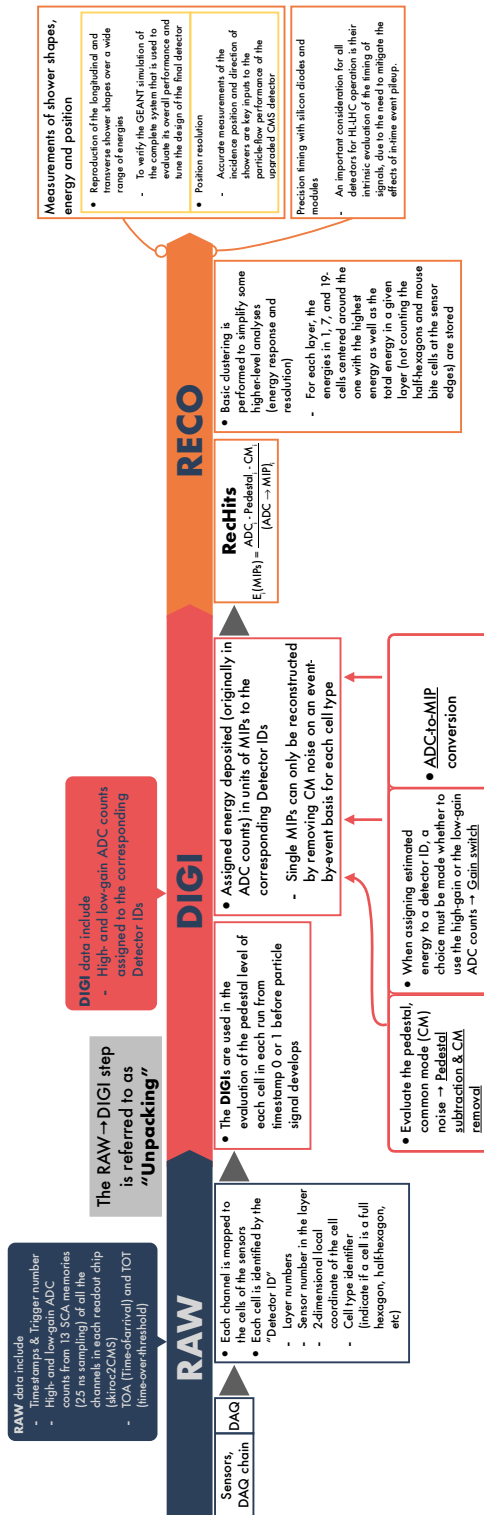 RAW data include
- Timestamps & Trigger number
- High- and low-gain ADC
counts from 13 SCA memories
(25 ns sampling) of all the
channels in each readout chip
(skiroc2CMS)
- TOA (Time-of-arrival) and TOT
(time-over-threshold)
The RAW→DIGI step
is referred to as
“Unpacking”
DIGI data include
- High- and low-gain ADC counts
assigned to the corresponding
Detector IDs
RAW
DIGI
RECO
Sensors,
DAQ chain
DAQ
• Each channel is mapped to
the cells of the sensors
• Each cell is identified by the
“Detector ID”
- Layer numbers
- Sensor number in the layer
- 2-dimensional local
coordinate of the cell
- Cell type identifier
(indicate if a cell is a full
hexagon, half-hexagon,
etc)
• The DIGIs are used in the
evaluation of the pedestal level of
each cell in each run from
timestamp 0 or 1 before particle
signal develops
• Assigned energy deposited (originally in
ADC counts) in units of MIPs to the
corresponding Detector IDs
- Single MIPs can only be reconstructed
by removing CM noise on an event-
by-event basis for each cell type
• Evaluate the pedestal,
common mode (CM)
noise → Pedestal
subtraction & CM
removal
• When assigning estimated
energy to a detector ID, a
choice must be made whether to
use the high-gain or the low-gain
ADC counts → Gain switch
• ADC-to-MIP
conversion
RecHits
Ei(MIPs) = ADCi - Pedestali - CMi
(ADC → MIP)i
• Basic clustering is
performed to simplify some
higher-level analyses
(energy response and
resolution)
- For each layer, the
energies in 1, 7, and 19-
cells centered around the
one with the highest
energy as well as the
total energy in a given
layer (not counting the
half-hexagons and mouse
bite cells at the sensor
edges) are stored
Measurements of shower shapes,
energy and position
• Reproduction of the longitudinal and
transverse shower shapes over a wide
range of energies
- To verify the GEANT simulation of
the complete system that is used to
evaluate its overall performance and
tune the design of the final detector
• Position resolution
- Accurate measurements of the
incidence position and direction of
showers are key inputs to the
particle-flow performance of the
upgraded CMS detector
Precision timing with silicon diodes and
modules
- An important consideration for all
detectors for HL-LHC operation is their
intrinsic evaluation of the timing of
signals, due to the need to mitigate the
effects of in-time event pileup.